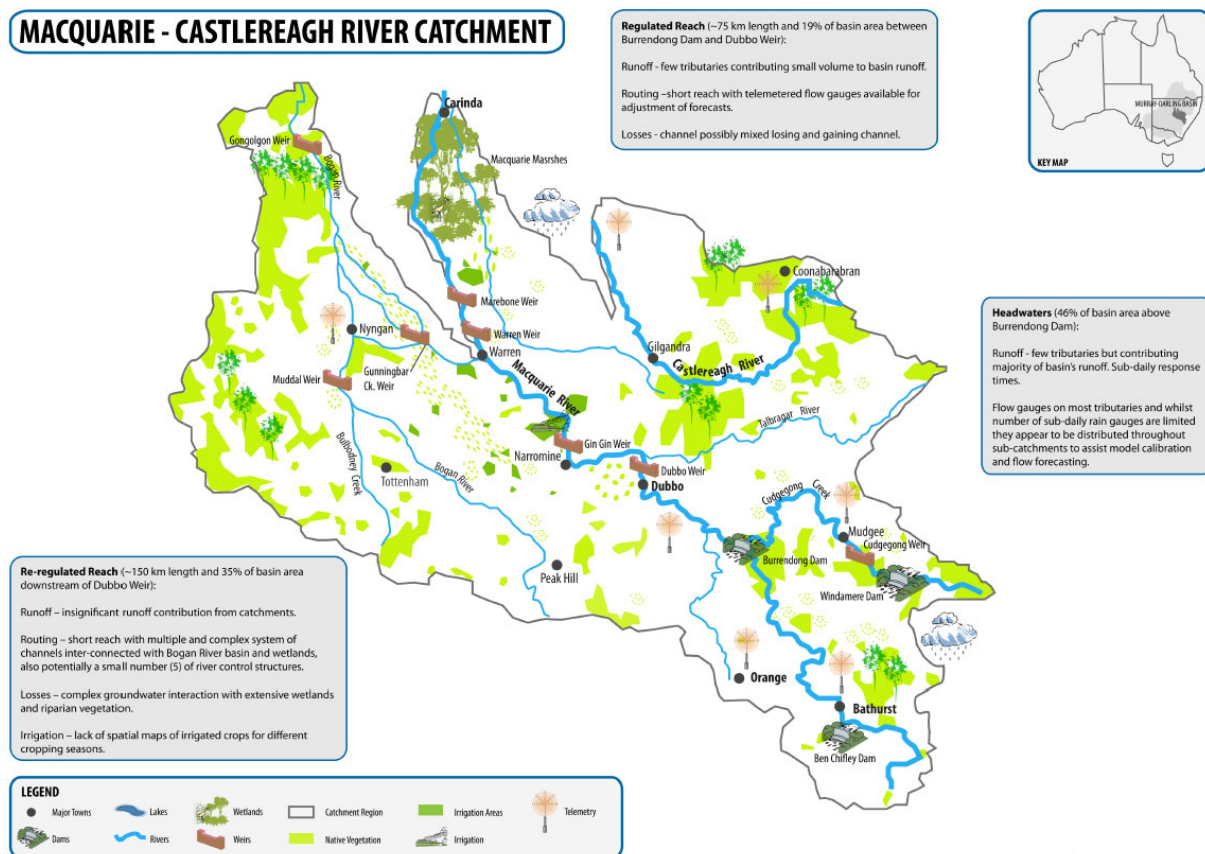 MACQUARIE - CASTLEREAGH RIVER CATCHMENT
Regulated Reach (~75 km length and 19% of basin area between
Burrendong Dam and Dubbo Weir):
Runoff - few tributaries contributing small volume to basin runoff.
Routing –short reach with telemetered flow gauges available for
adjustment of forecasts.
Losses - channel possibly mixed losing and gaining channel.
MURRAY-DARLING BASIN
KEY MAP
Carinda
Gongolgon Weir
Bogan River
Macquarie Masrshes
Coonabarabran
Marebone Weir
Nyngan
Warren Weir
Warren
Gilgandra
Castlereagh River
Gunningbar
Ck. Weir
Muddal Weir
Macquarie River
Talbragar River
Gin Gin Weir
Narromine
Dubbo Weir
Dubbo
Bulbodney Creek
Bogan River
Tottenham
Cudgegong Creek
Mudgee
Cudgegong Weir
Burrendong Dam
Windamere Dam
Peak Hill
Orange
Bathurst
Ben Chifley Dam
Headwaters (46% of basin area above
Burrendong Dam):
Runoff - few tributaries but contributing
majority of basin's runoff. Sub-daily response
times.
Flow gauges on most tributaries and whilst
number of sub-daily rain gauges are limited
they appear to be distributed throughout
sub-catchments to assist model calibration
and flow forecasting.
Re-regulated Reach (~150 km length and 35% of basin area
downstream of Dubbo Weir):
Runoff – insignificant runoff contribution from catchments.
Routing – short reach with multiple and complex system of
channels inter-connected with Bogan River basin and wetlands,
also potentially a small number (5) of river control structures.
Losses – complex groundwater interaction with extensive wetlands
and riparian vegetation.
Irrigation – lack of spatial maps of irrigated crops for different
cropping seasons.
LEGEND
Major Towns
Lakes
Wetlands
Catchment Region
Irrigation Areas
Telemetry
Dams
Rivers
Weirs
Native Vegetation
Irrigation